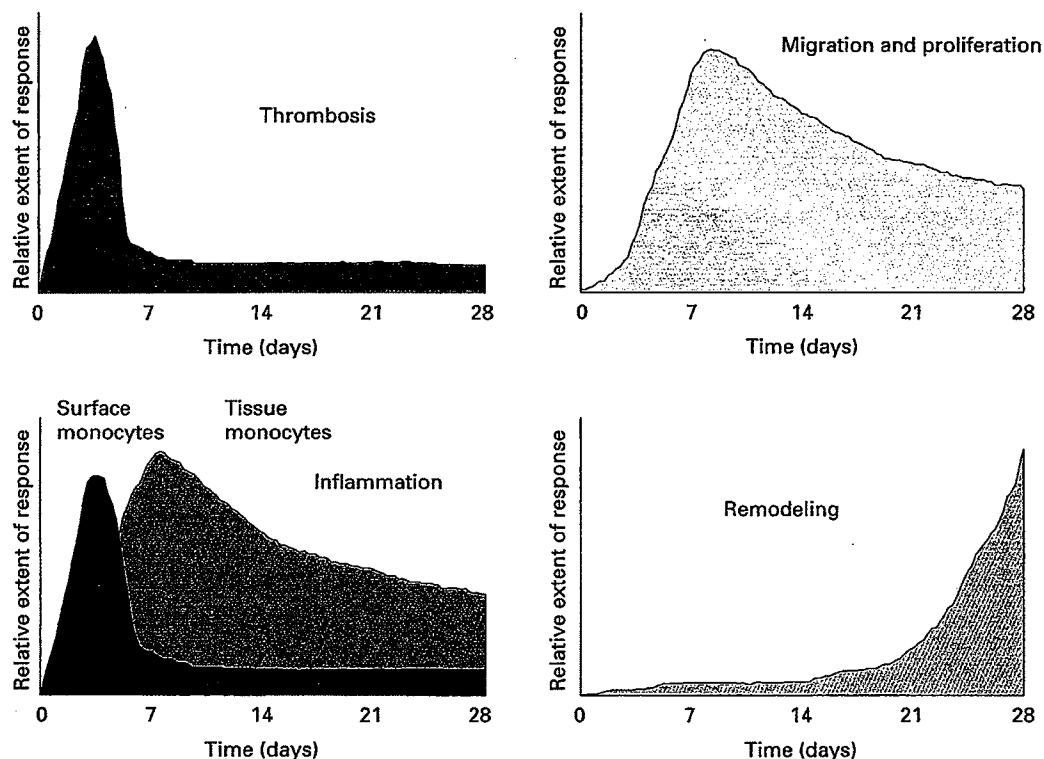 Relative extent of response
Thrombosis
0 7 14 21 28
Time (days)
Relative extent of response
Migration and proliferation
0 7 14 21 28
Time (days)
Relative extent of response
Surface
monocytes
Tissue
monocytes
Inflammation
0 7 14 21 28
Time (days)
Relative extent of response
Remodeling
0 7 14 21 28
Time (days)